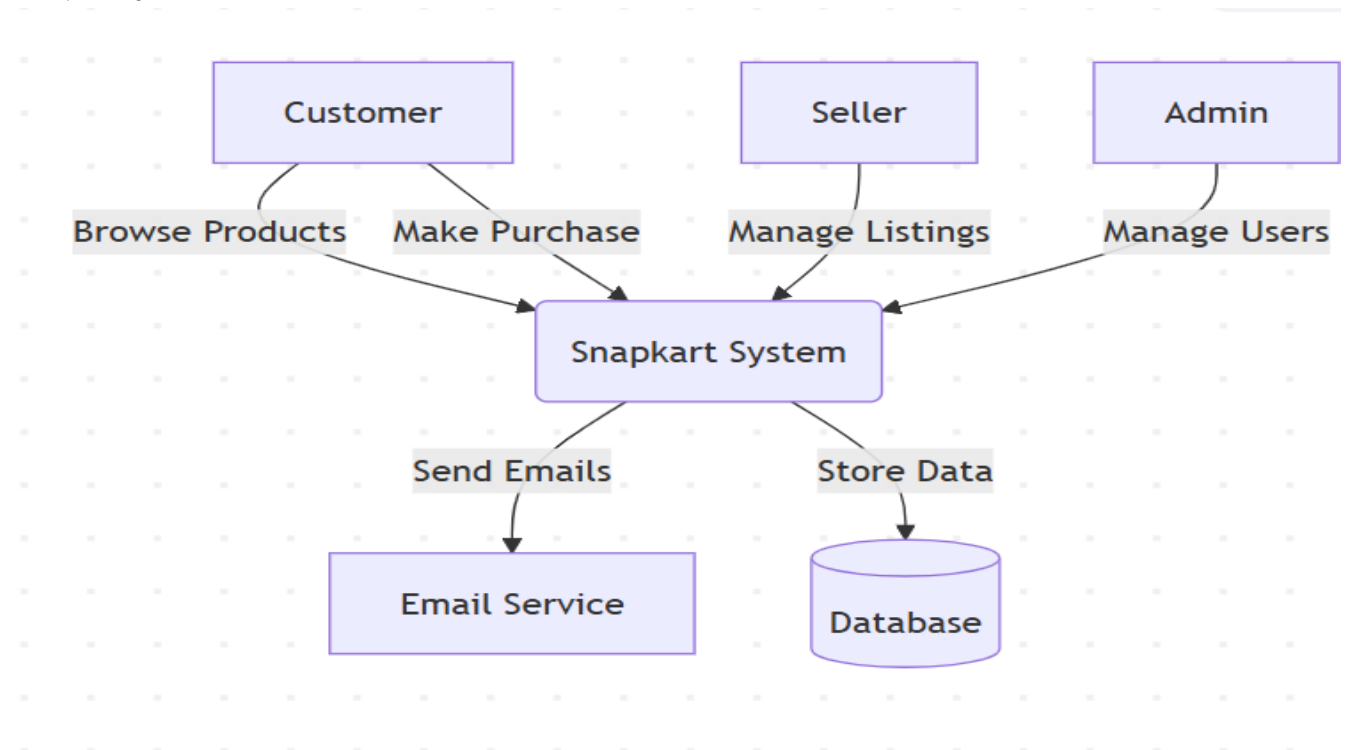 Customer
Seller
Admin
Browse Products
Make Purchase
Manage Listings
Manage Users
Snapkart System
Send Emails
Store Data
Email Service
Database